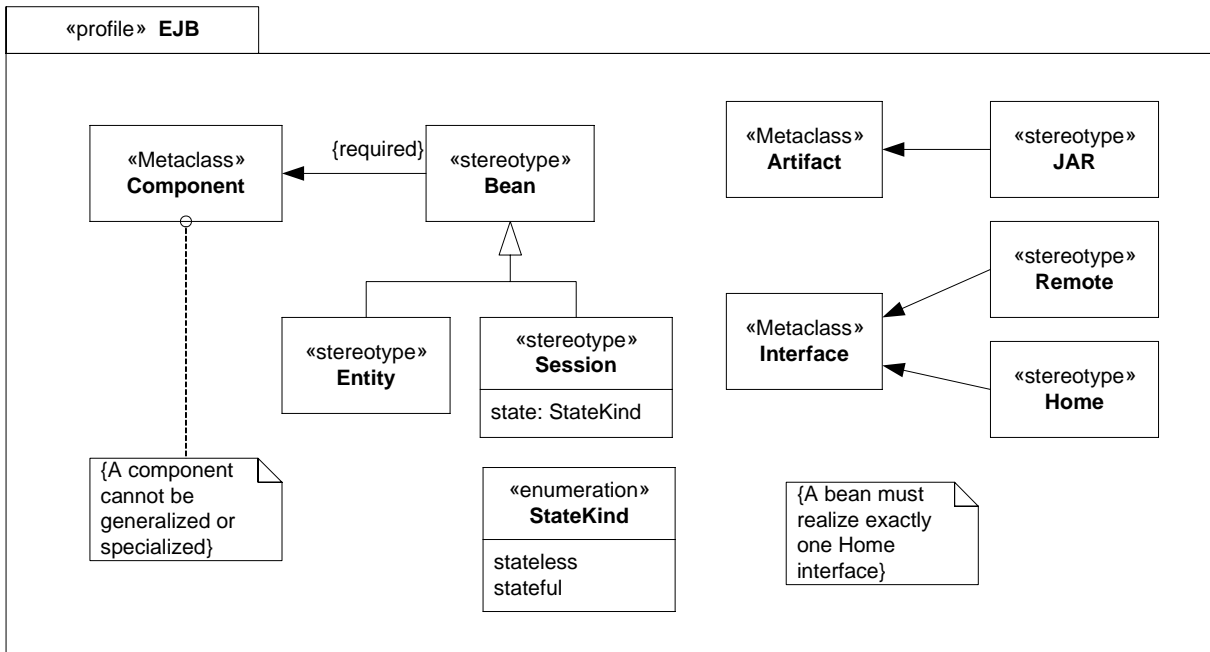 «profile» EJB
«Metaclass»
Component
{required}
«stereotype»
Bean
«stereotype»
Entity
«stereotype»
Session
state: StateKind
{A component
cannot be
generalized or
specialized}
«enumeration»
StateKind
stateless
stateful
«Metaclass»
Artifact
«stereotype»
JAR
«Metaclass»
Interface
«stereotype»
Remote
«stereotype»
Home
{A bean must
realize exactly
one Home
interface}